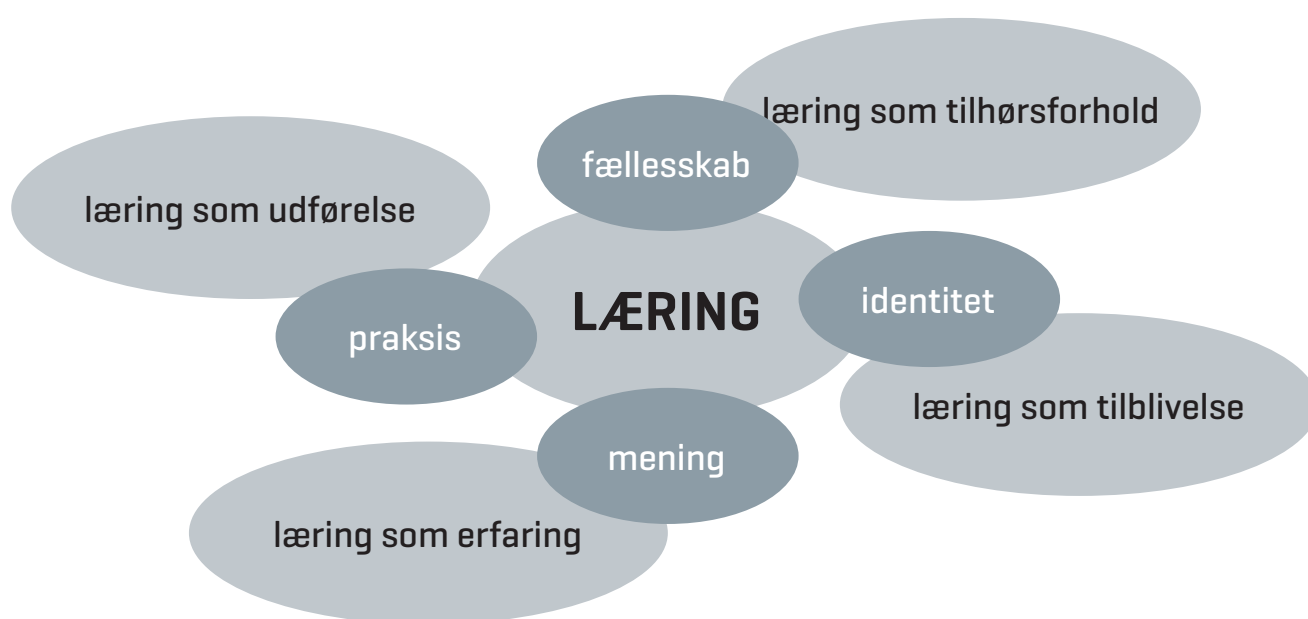 læring som tilhørsforhold
fællesskab
læring som udførelse
LÆRING
identitet
praksis
læring som tilblivelse
mening
læring som erfaring